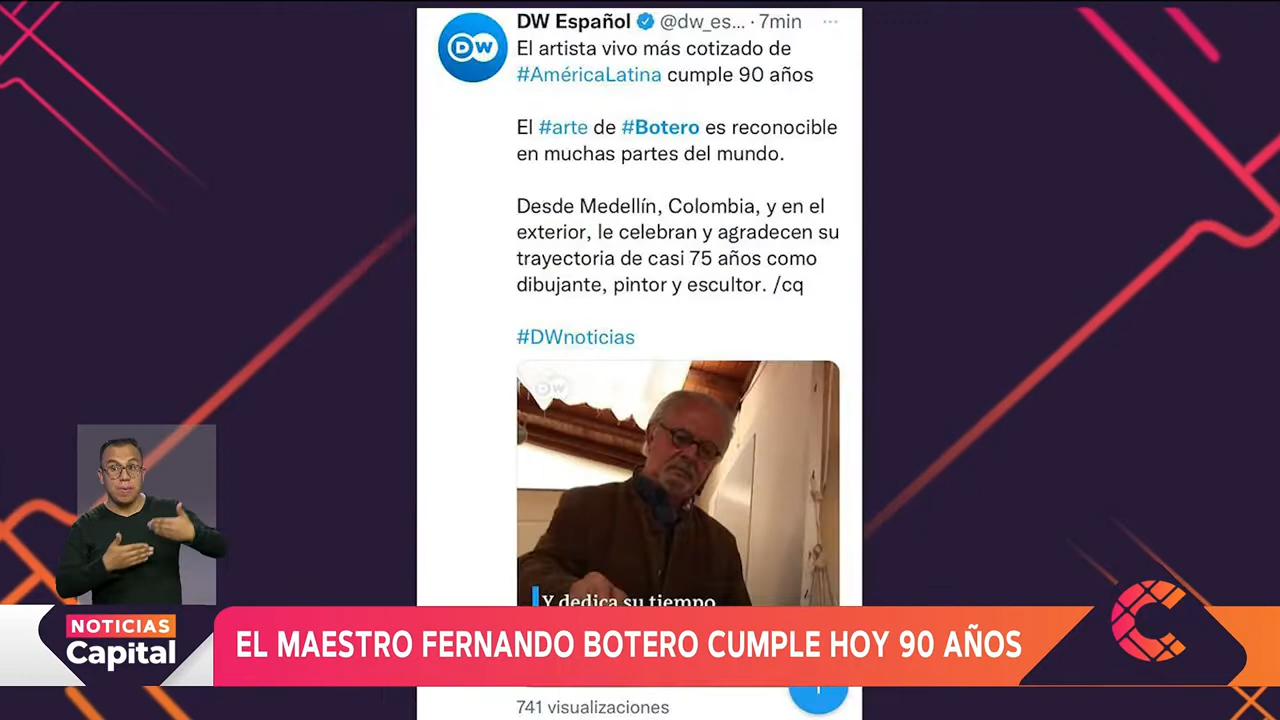 DW Español @dw_es... · 7min ...
DW
El artista vivo más cotizado de
#AméricaLatina cumple 90 años
El #arte de #Botero es reconocible
en muchas partes del mundo.
Desde Medellín, Colombia, y en el
exterior, le celebran y agradecen su
trayectoria de casi 75 años como
dibujante, pintor y escultor. /cq
#DWnoticias
DW
Y dedica su tiempo
NOTICIAS
Capital
EL MAESTRO FERNANDO BOTERO CUMPLE HOY 90 AÑOS
C
741 visualizaciones